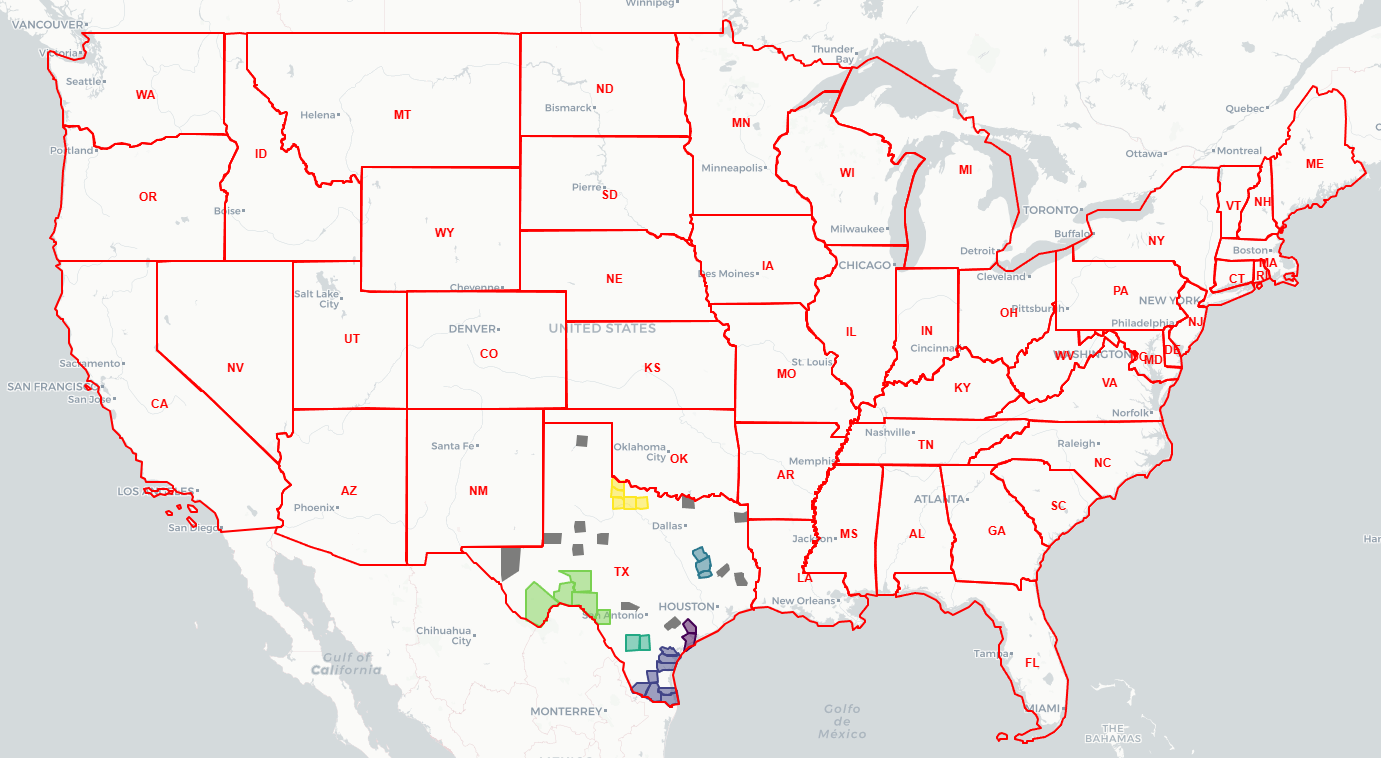 Winnipeg
VANCOUVER
Victoria
Seattle
WA
Portland
OR
ID
Boise
MT
Helena
ND
Bismarck
MN
Minneapolis
Thunder
Bay
WI
Milwaukee
MI
Detroit
SD
Pierre
WY
Cheyenne
NE
IA
Des Moines
CHICAGO
Quebec
Montreal
Ottawa
TORONTO
Buffalo
ME
VT
NH
NY
Boston
MA
CT
RI
PA
NEW YORK
Philadelphia
NJ
Cleveland
Pittsburgh
OH
IN
Cincinnati
IL
Salt Lake
City
UT
NV
Sacramento
SAN FRANCISCO
San Jose
CA
DENVER
CO
UNITED STATES
KS
MO
St. Louis
KY
WV
WASHINGTON
DC
MD
DE
VA
Norfolk
LOS ANGELES
San Diego
AZ
Phoenix
Santa Fe
NM
Oklahoma
City
OK
AR
Memphis
Nashville
TN
Raleigh
NC
SC
ATLANTA
GA
AL
MS
Jackson
LA
New Orleans
Dallas
TX
San Antonio
HOUSTON
Chihuahua
City
Gulf of
California
MONTERREY
Golfo
de
México
Tampa
FL
MIAMI
THE
BAHAMAS